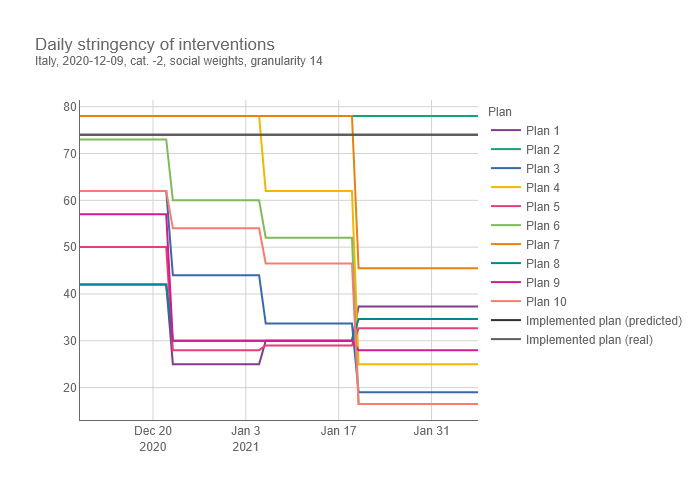 Daily stringency of interventions
Italy, 2020-12-09, cat. -2, social weights, granularity 14
80
70
60
50
40
30
20
Dec 20
2020
Jan 3
2021
Jan 17
Jan 31
Plan
Plan 1
Plan 2
Plan 3
Plan 4
Plan 5
Plan 6
Plan 7
Plan 8
Plan 9
Plan 10
Implemented plan (predicted)
Implemented plan (real)